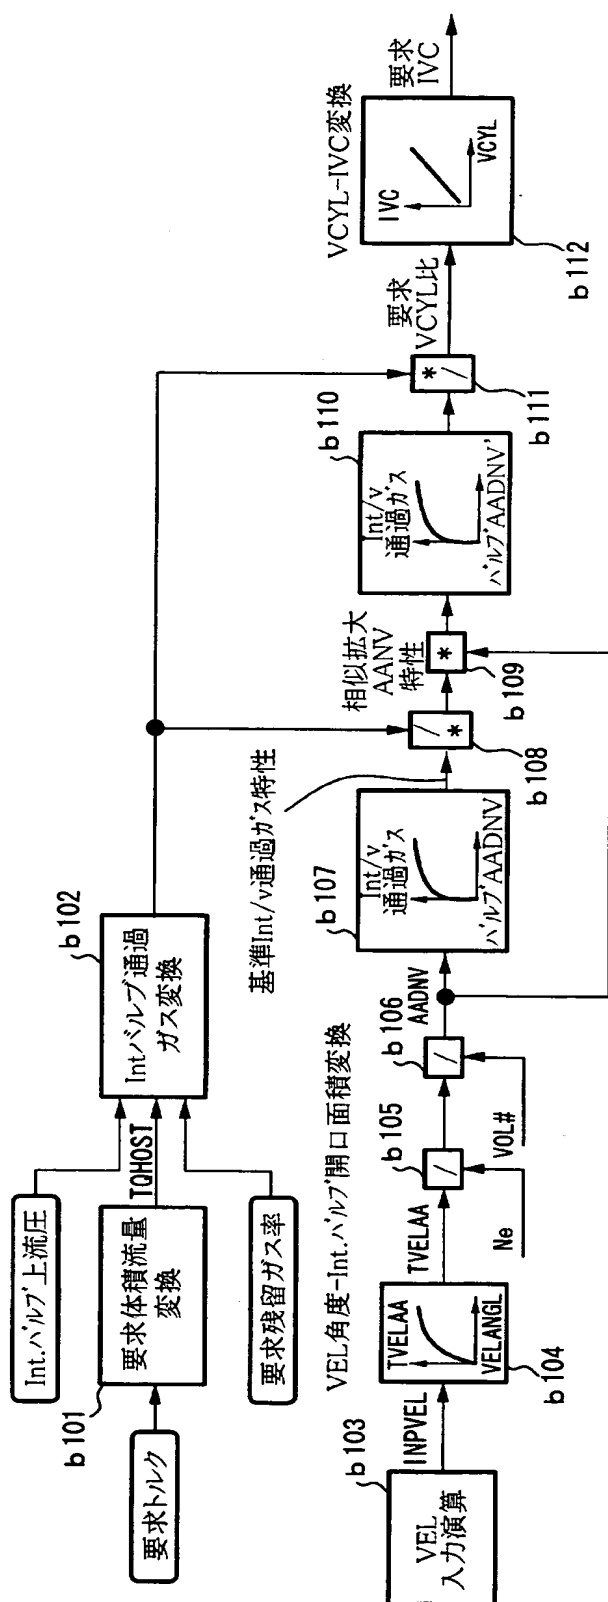 要求トルク
b101
要求体積流量
変換
TQHOST
Int.バルブ上流圧
要求残留ガス率
b102
Intバルブ通過
ガス変換
b103
VEL
入力演算
INPVEL
VEL角度-Int.バルブ開口面積変換
TVELAA
VELANGL
b104
TVELAA
b105
/
Ne
b106
/
VOL#
AADNV
b107
Int/v
通過ガス
バルブAADNV
基準Int/v通過ガス特性
/
*
b108
相似拡大
AANV
特性
*
b109
b110
Int/v
通過ガス
バルブAADNV'
*
/
b111
要求
VCYL比
VCYL-IVC変換
IVC
VCYL
b112
要求
IVC